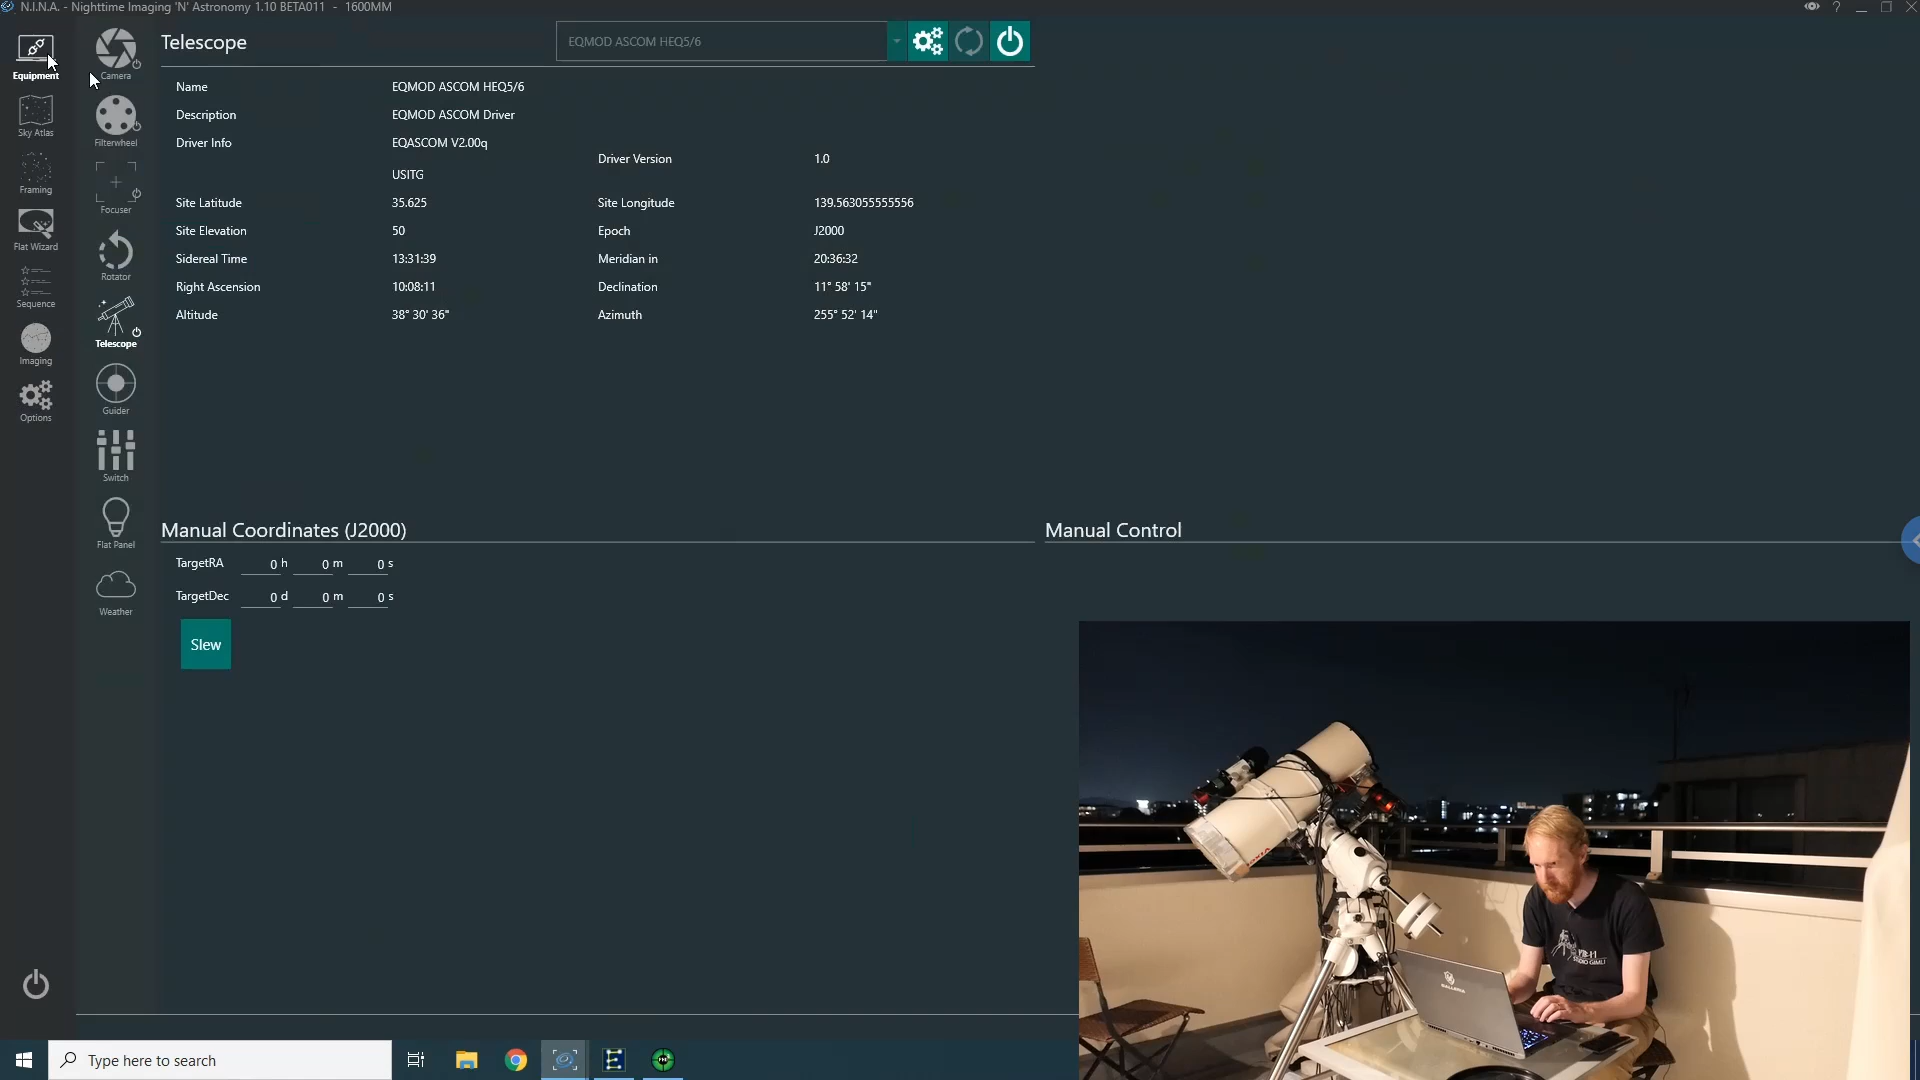 N.I.N.A. - Nighttime Imaging 'N' Astronomy 1.10 BETA011 - 1600MM
?
Equipment
Sky Atlas
Framing
Flat Wizard
Sequence
Imaging
Options
Camera
Filterwheel
Focuser
Rotator
Telescope
Guider
Switch
Flat Panel
Weather
Telescope
EQMOD ASCOM HEQ5/6
Name EQMOD ASCOM HEQ5/6
Description EQMOD ASCOM Driver
Driver Info EQASCOM V2.00q
Driver Version 1.0
USITG
Site Latitude 35.625 Site Longitude 139.563055555556
Site Elevation 50 Epoch J2000
Sidereal Time 13:31:39 Meridian in 20:36:32
Right Ascension 10:08:11 Declination 11° 58' 15"
Altitude 38° 30' 36" Azimuth 255° 52' 14"
Manual Coordinates (J2000)
Manual Control
TargetRA 0 h 0 m 0 s
TargetDec 0 d 0 m 0 s
Slew
VIXEN
STUDIO GIMLI
GALLERIA
Type here to search